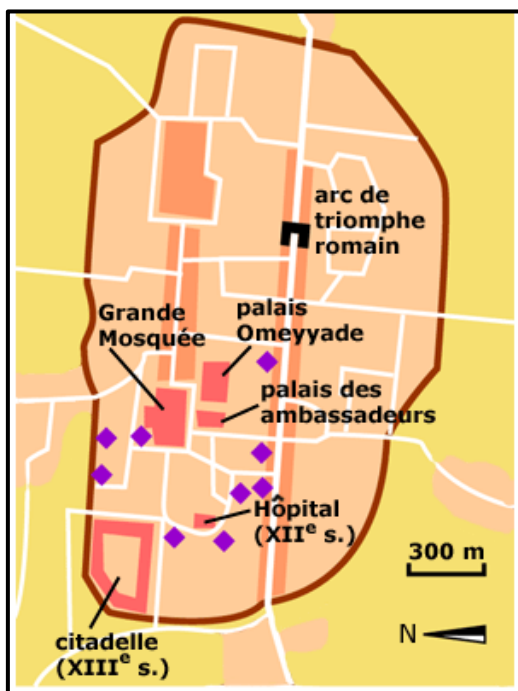 arc de
triomphe
romain
Grande
Mosquée
palais
Omeyyade
palais des
ambassadeurs
Hôpital
(XIIe s.)
300 m
N
citadelle
(XIIIe s.)